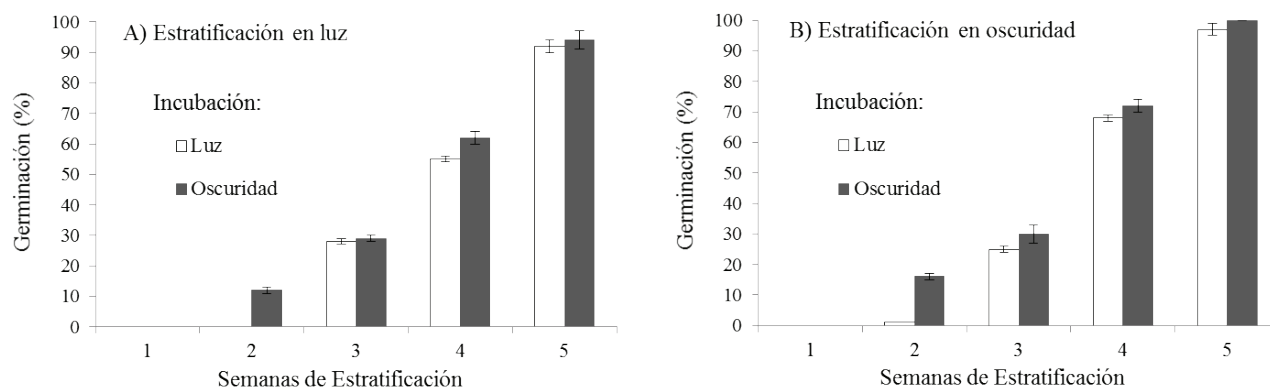 A) Estratificación en luz
Germinación (%)
100
90
80
70
60
50
40
30
20
10
0
Incubación:
Luz
Oscuridad
1 2 3 4 5
Semanas de Estratificación
B) Estratificación en oscuridad
Germinación (%)
100
90
80
70
60
50
40
30
20
10
0
Incubación:
Luz
Oscuridad
1 2 3 4 5
Semanas de Estratificación